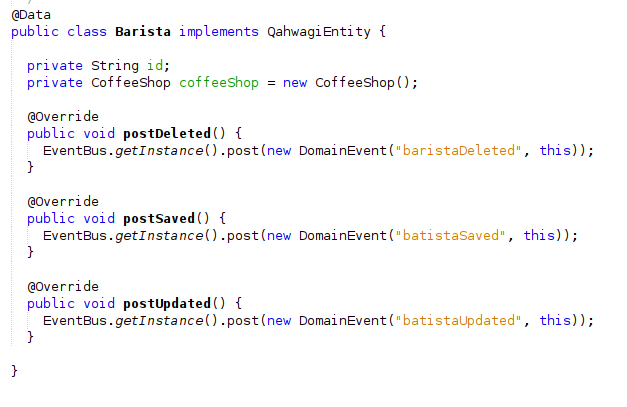 @Data
public class Barista implements QahwagiEntity {
private String id;
private CoffeeShop coffeeShop = new CoffeeShop();
@Override
public void postDeleted() {
EventBus.getInstance().post(new DomainEvent("baristaDeleted", this));
}
@Override
public void postSaved() {
EventBus.getInstance().post(new DomainEvent("batistaSaved", this));
}
@Override
public void postUpdated() {
EventBus.getInstance().post(new DomainEvent("batistaUpdated", this));
}
}